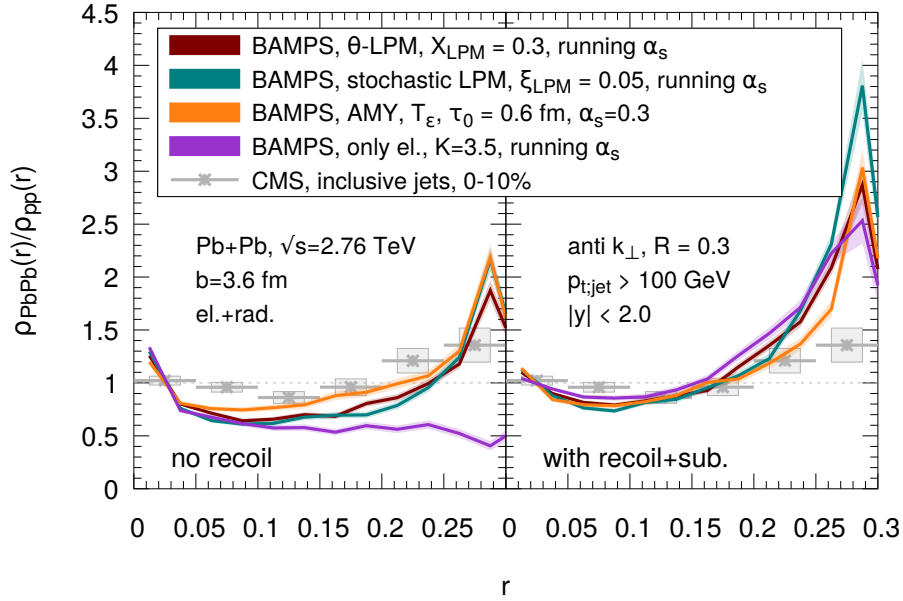 4.5
4
3.5
3
2.5
2
1.5
1
0.5
0
ρPbPb(r)/ρpp(r)
BAMPS, θ-LPM, XLPM = 0.3, running αs
BAMPS, stochastic LPM, ξLPM = 0.05, running αs
BAMPS, AMY, Tε, τ0 = 0.6 fm, αs=0.3
BAMPS, only el., K=3.5, running αs
CMS, inclusive jets, 0-10%
Pb+Pb, √s=2.76 TeV
b=3.6 fm
el.+rad.
no recoil
anti k⊥, R = 0.3
pt;jet > 100 GeV
|y| < 2.0
with recoil+sub.
0 0.05 0.1 0.15 0.2 0.25 0 0.05 0.1 0.15 0.2 0.25 0.3
r